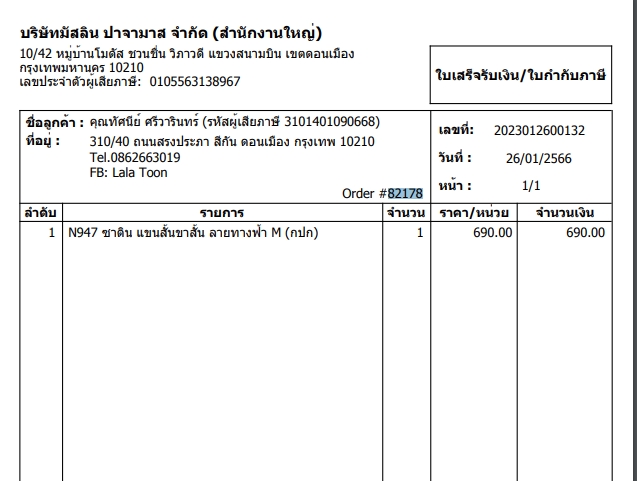 บริษัทมัสลิน ปาจามาส จำกัด (สำนักงานใหญ่)
10/42 หมู่บ้านโมดัส ชวนชื่น วิภาวดี แขวงสนามบิน เขตดอนเมือง
กรุงเทพมหานคร 10210
เลขประจำตัวผู้เสียภาษี: 0105563138967
ใบเสร็จรับเงิน/ใบกำกับภาษี
ชื่อลูกค้า : คุณทัศนีย์ ศรีวารินทร์ (รหัสผู้เสียภาษี 3101401090668)
ที่อยู่ : 310/40 ถนนสรงประภา สีกัน ดอนเมือง กรุงเทพ 10210
Tel.0862663019
FB: Lala Toon
Order #82178
เลขที่: 2023012600132
วันที่ : 26/01/2566
หน้า : 1/1
ลำดับ รายการ จำนวน ราคา/หน่วย จำนวนเงิน
1 N947 ซาติน แขนสั้นขาสั้น ลายทางฟ้า M (กปก) 1 690.00 690.00